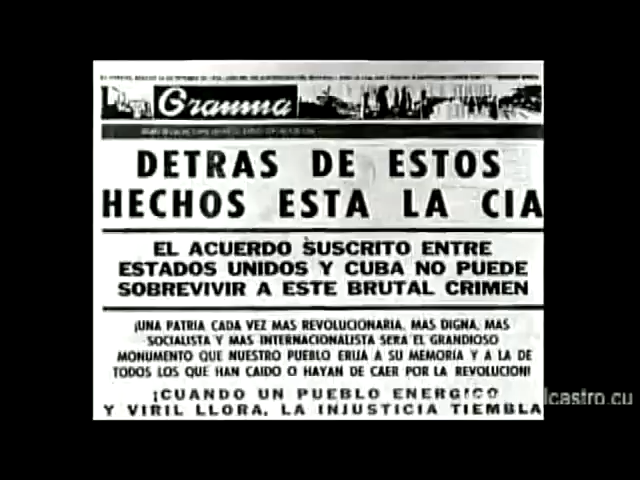 Granma
DETRAS DE ESTOS
HECHOS ESTA LA CIA
EL ACUERDO SUSCRITO ENTRE
ESTADOS UNIDOS Y CUBA NO PUEDE
SOBREVIVIR A ESTE BRUTAL CRIMEN
¡UNA PATRIA CADA VEZ MAS REVOLUCIONARIA, MAS DIGNA, MAS
SOCIALISTA Y MAS INTERNACIONALISTA SERA EL GRANDIOSO
MONUMENTO QUE NUESTRO PUEBLO ERIJA A SU MEMORIA Y A LA DE
TODOS LOS QUE HAN CAIDO O HAYAN DE CAER POR LA REVOLUCION!
¡CUANDO UN PUEBLO ENERGICO
Y VIRIL LLORA, LA INJUSTICIA TIEMBLA
lcastro.cu